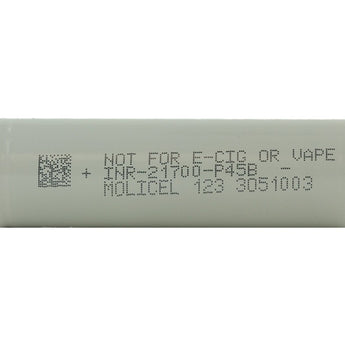 NOT FOR E-CIG OR VAPE
+ INR-21700-P45B -
MOLICEL 123 3051003